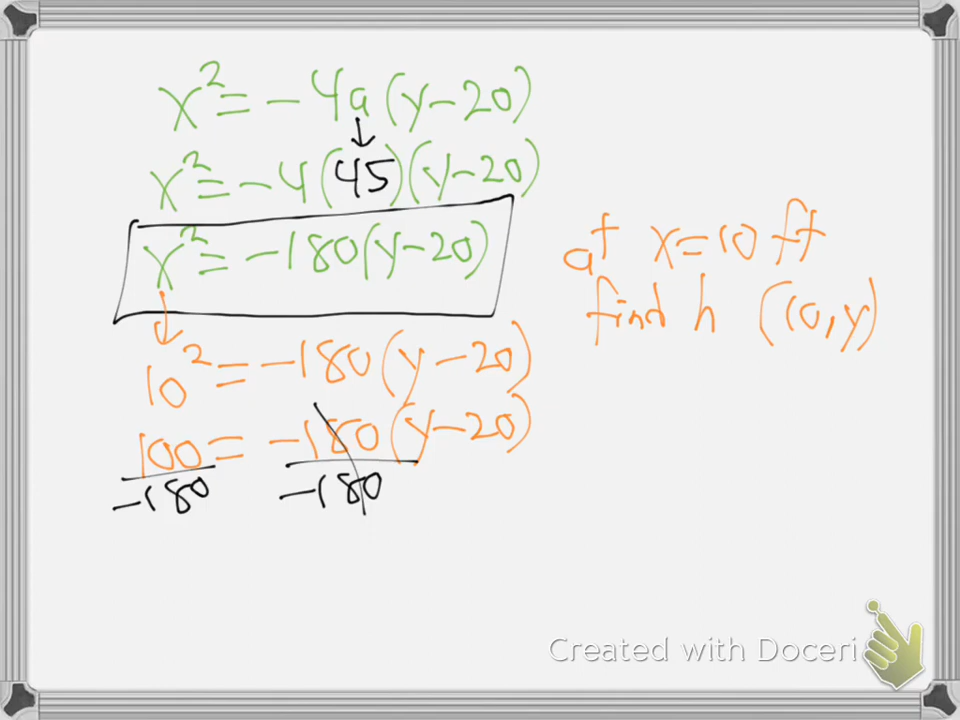 x² = -4a(y-20)
x² = -4(45)(y-20)
x² = -180(y-20)
at x=10 ft
find h (10,y)
10² = -180(y-20)
100 = -180(y-20)
-180 -180
Created with Doceri